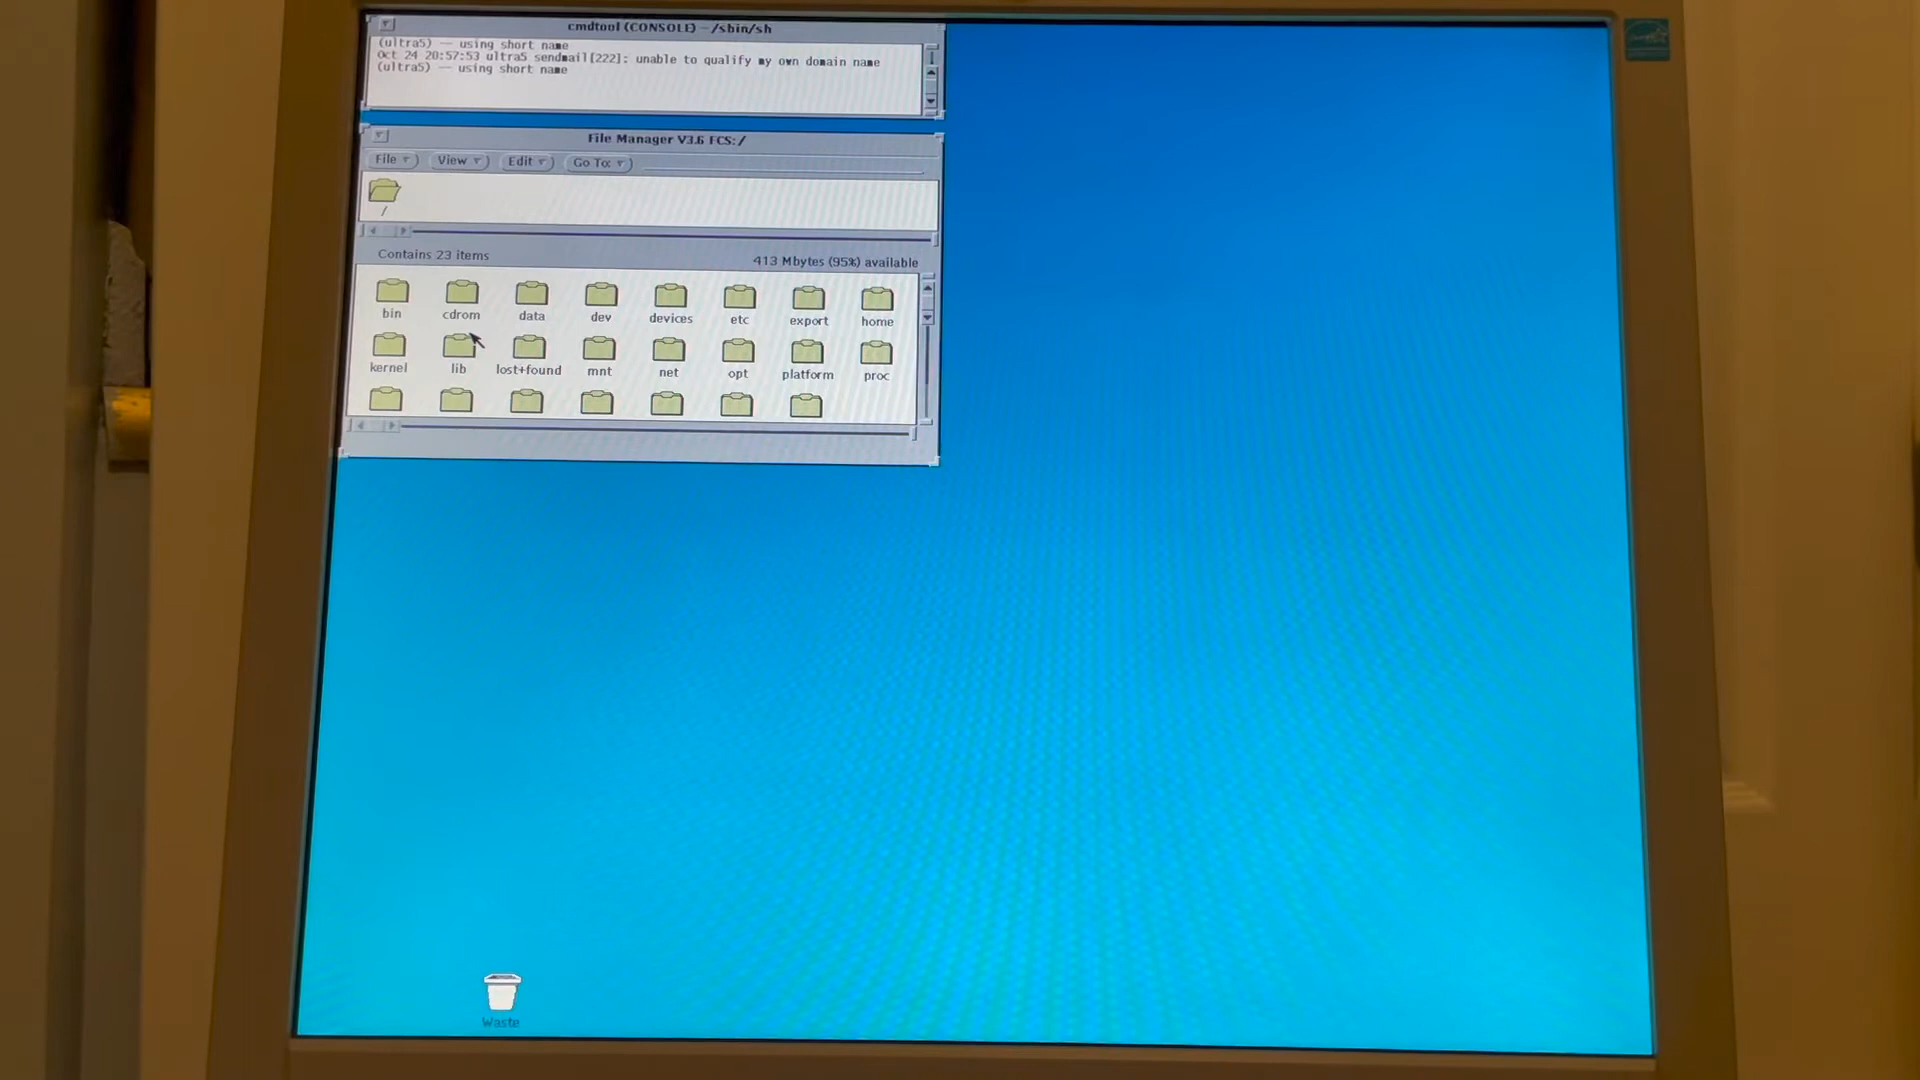 cmdtool (CONSOLE) - /sbin/sh
(ultra5) -- using short name
Oct 24 20:57:53 ultra5 sendmail[222]: unable to qualify my own domain name
(ultra5) -- using short name
File Manager V3.6 FCS: /
File View Edit Go To:
/
Contains 23 items 413 Mbytes (95%) available
bin cdrom data dev devices etc export home
kernel lib lost+found mnt net opt platform proc
Waste